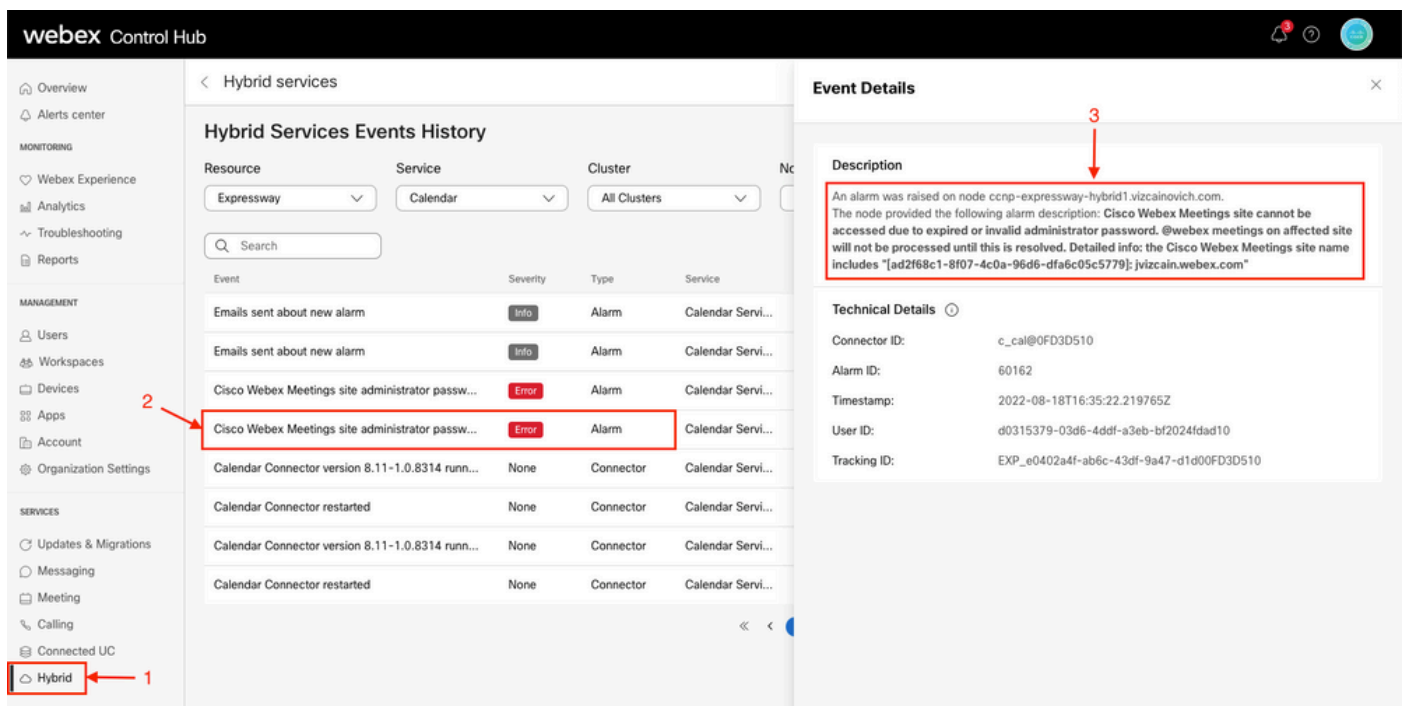 webex Control Hub
3
Overview
Alerts center
MONITORING
Webex Experience
Analytics
Troubleshooting
Reports
MANAGEMENT
Users
Workspaces
Devices
Apps
Account
Organization Settings
SERVICES
Updates & Migrations
Messaging
Meeting
Calling
Connected UC
Hybrid
1
Hybrid services
Hybrid Services Events History
Resource Service Cluster
Expressway Calendar All Clusters
Search
Event Severity Type Service
Emails sent about new alarm Info Alarm Calendar Servi...
Emails sent about new alarm Info Alarm Calendar Servi...
Cisco Webex Meetings site administrator passw... Error Alarm Calendar Servi...
2
Cisco Webex Meetings site administrator passw... Error Alarm Calendar Servi...
Calendar Connector version 8.11-1.0.8314 runn... None Connector Calendar Servi...
Calendar Connector restarted None Connector Calendar Servi...
Calendar Connector version 8.11-1.0.8314 runn... None Connector Calendar Servi...
Calendar Connector restarted None Connector Calendar Servi...
Event Details
3
Description
An alarm was raised on node ccnp-expressway-hybrid1.vizcainovich.com.
The node provided the following alarm description: Cisco Webex Meetings site cannot be
accessed due to expired or invalid administrator password. @webex meetings on affected site
will not be processed until this is resolved. Detailed info: the Cisco Webex Meetings site name
includes "[ad2f68c1-8f07-4c0a-96d6-dfa6c05c5779]: jvizcain.webex.com"
Technical Details
Connector ID: c_cal@0FD3D510
Alarm ID: 60162
Timestamp: 2022-08-18T16:35:22.219765Z
User ID: d0315379-03d6-4ddf-a3eb-bf2024fdad10
Tracking ID: EXP_e0402a4f-ab6c-43df-9a47-d1d00FD3D510